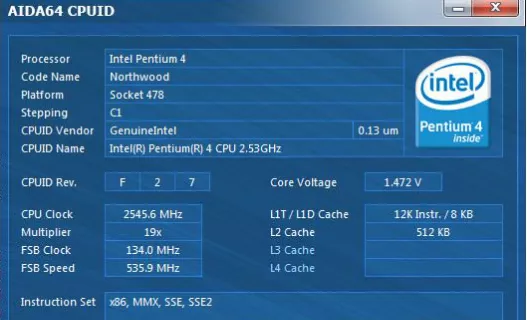 AIDA64 CPUID
Processor Intel Pentium 4
Code Name Northwood
Platform Socket 478
Stepping C1
CPUID Vendor GenuineIntel 0.13 um
CPUID Name Intel(R) Pentium(R) 4 CPU 2.53GHz
intel
Pentium 4
inside™
CPUID Rev. F 2 7 Core Voltage 1.472 V
CPU Clock 2545.6 MHz L1T / L1D Cache 12K Instr. / 8 KB
Multiplier 19x L2 Cache 512 KB
FSB Clock 134.0 MHz L3 Cache
FSB Speed 535.9 MHz L4 Cache
Instruction Set x86, MMX, SSE, SSE2